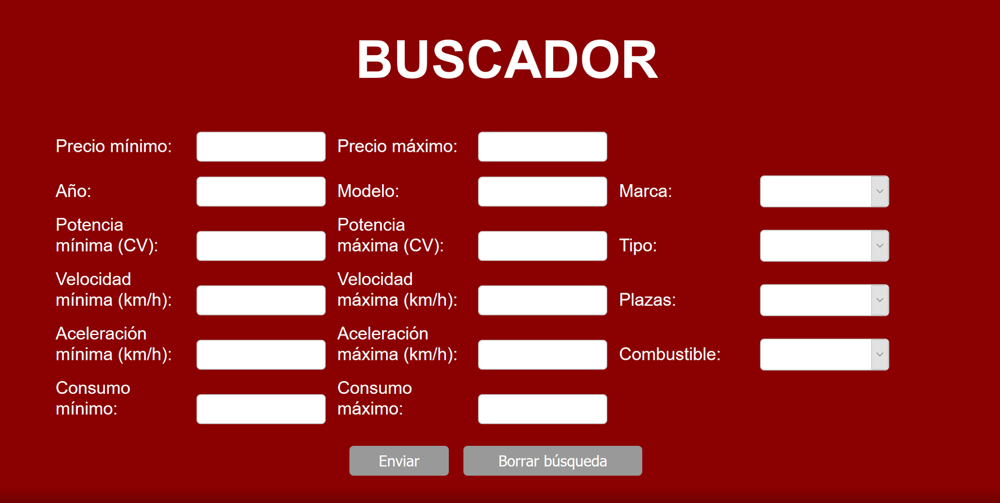 BUSCADOR
Precio mínimo:
Precio máximo:
Año:
Modelo:
Marca:
Potencia
mínima (CV):
Potencia
máxima (CV):
Tipo:
Velocidad
mínima (km/h):
Velocidad
máxima (km/h):
Plazas:
Aceleración
mínima (km/h):
Aceleración
máxima (km/h):
Combustible:
Consumo
mínimo:
Consumo
máximo:
Enviar
Borrar búsqueda